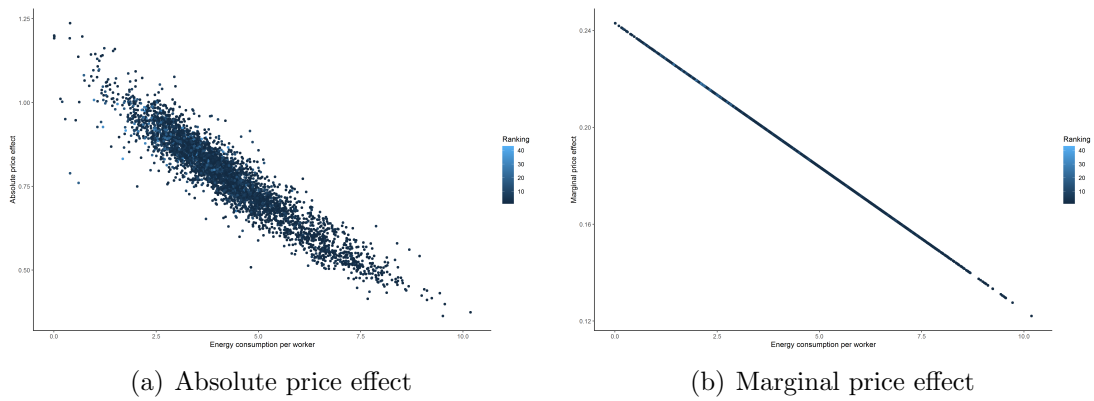 1.25
1.00
0.75
0.50
Absolute price effect
0.0 2.5 5.0 7.5 10.0
Energy consumption per worker
Ranking
40
30
20
10
(a) Absolute price effect
0.24
0.20
0.16
0.12
Marginal price effect
0.0 2.5 5.0 7.5 10.0
Energy consumption per worker
Ranking
40
30
20
10
(b) Marginal price effect